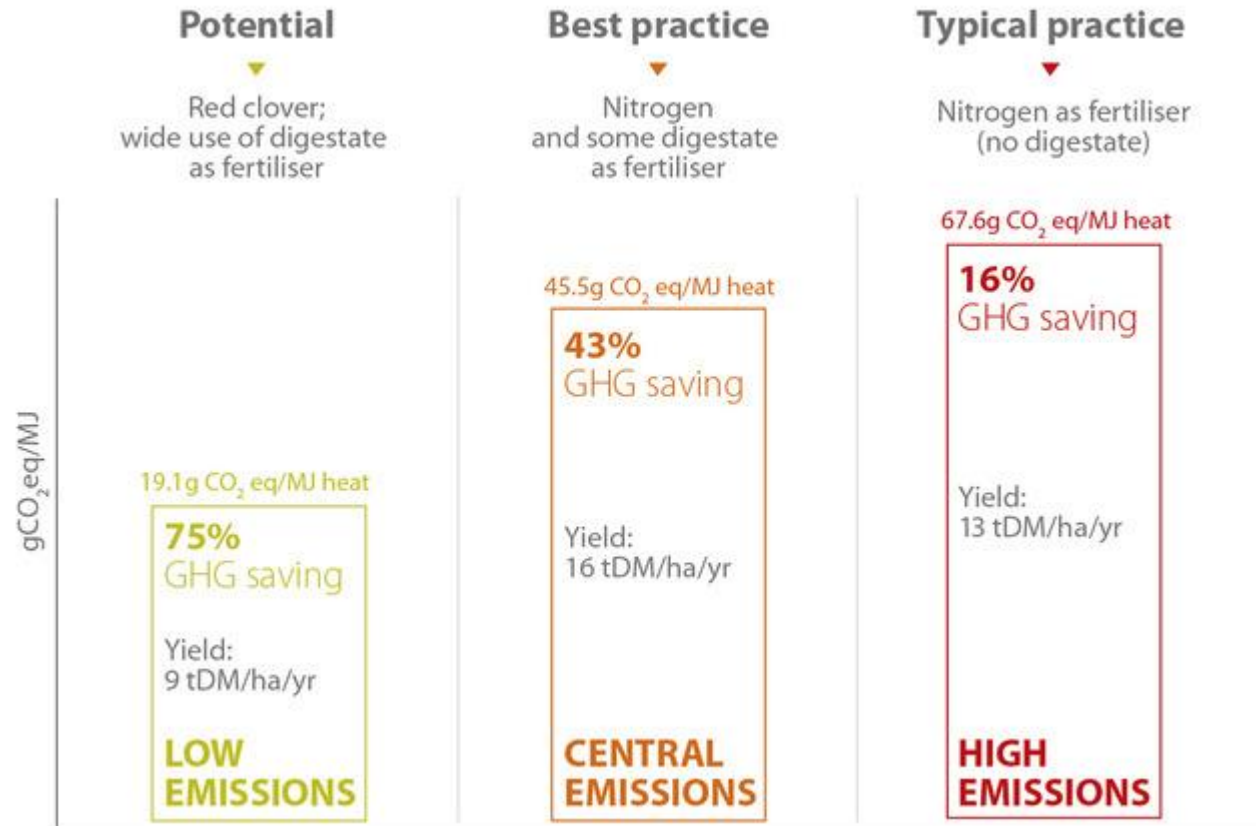 Potential
Red clover;
wide use of digestate
as fertiliser
Best practice
Nitrogen
and some digestate
as fertiliser
Typical practice
Nitrogen as fertiliser
(no digestate)
gCO₂eq/MJ
19.1g CO₂ eq/MJ heat
75%
GHG saving
Yield:
9 tDM/ha/yr
LOW
EMISSIONS
45.5g CO₂ eq/MJ heat
43%
GHG saving
Yield:
16 tDM/ha/yr
CENTRAL
EMISSIONS
67.6g CO₂ eq/MJ heat
16%
GHG saving
Yield:
13 tDM/ha/yr
HIGH
EMISSIONS